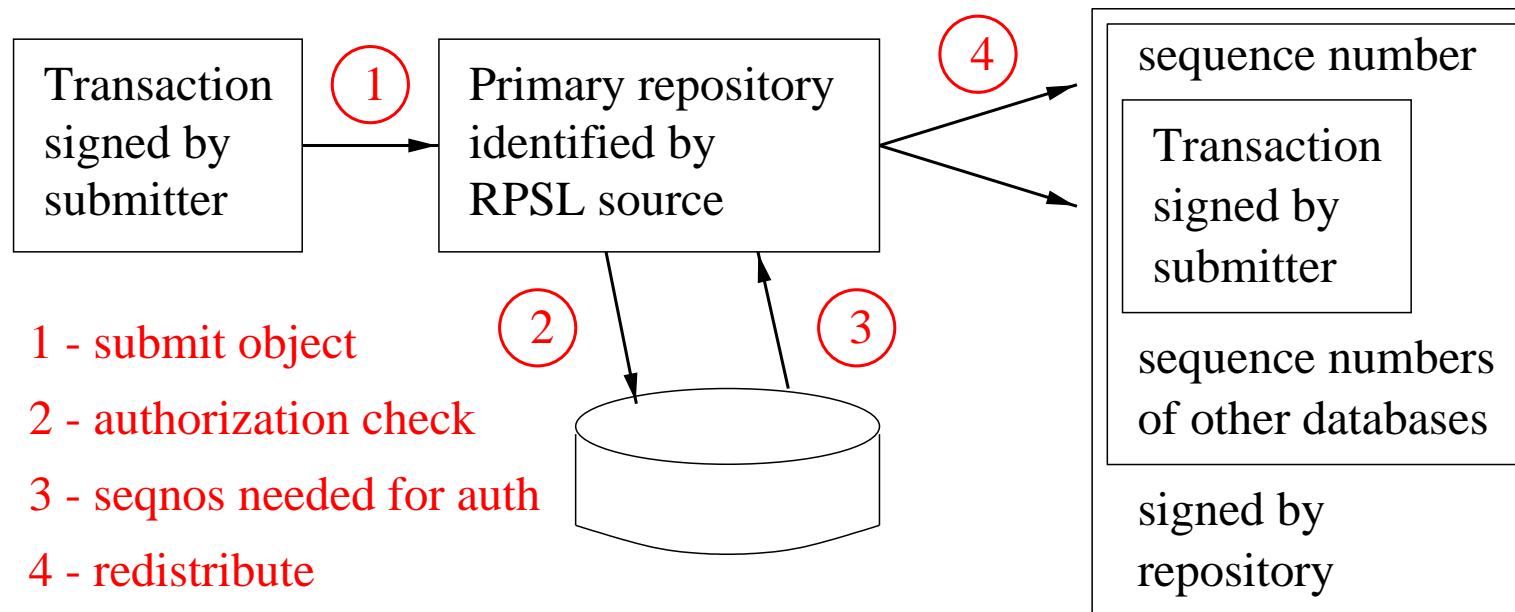 Transaction
signed by
submitter
1
Primary repository
identified by
RPSL source
4
sequence number
Transaction
signed by
submitter
sequence numbers
of other databases
signed by
repository
2
3
1 - submit object
2 - authorization check
3 - seqnos needed for auth
4 - redistribute